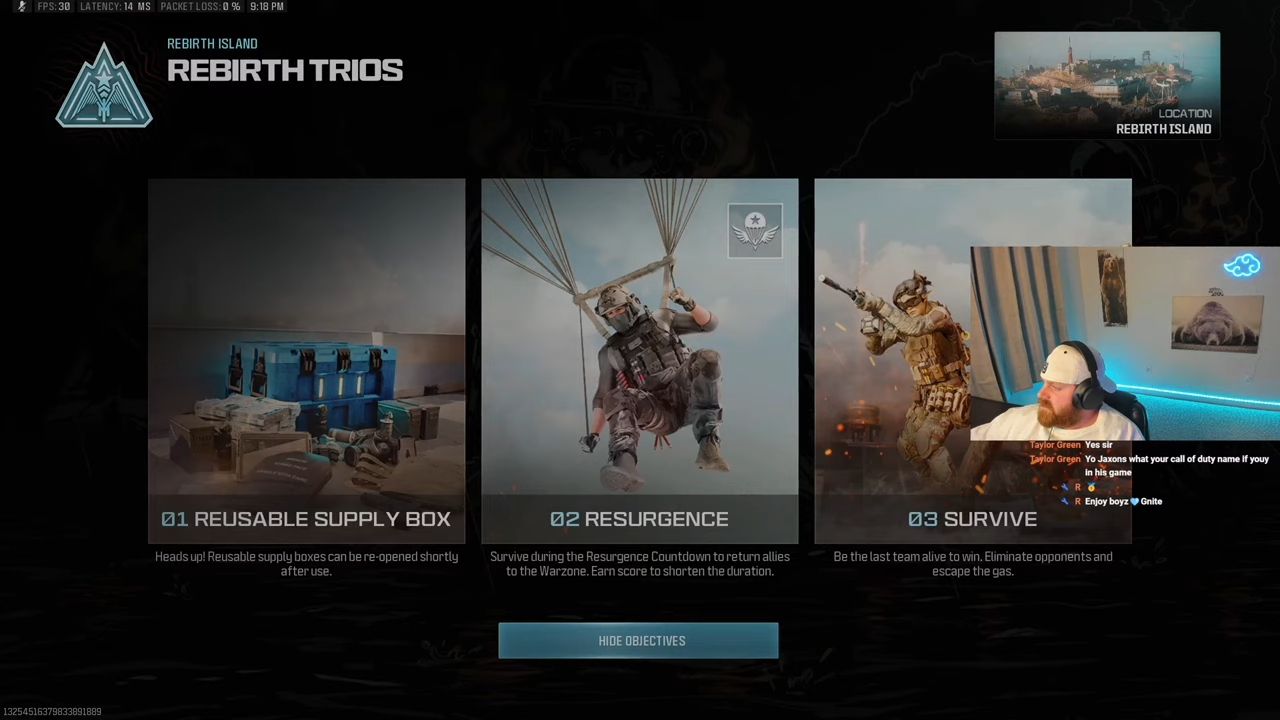 FPS: 30 LATENCY: 14 MS PACKET LOSS: 0 % 9:18 PM
REBIRTH ISLAND
REBIRTH TRIOS
LOCATION
REBIRTH ISLAND
01 REUSABLE SUPPLY BOX
Heads up! Reusable supply boxes can be re-opened shortly
after use.
02 RESURGENCE
Survive during the Resurgence Countdown to return allies
to the Warzone. Earn score to shorten the duration.
03 SURVIVE
Be the last team alive to win. Eliminate opponents and
escape the gas.
Taylor Green Yes sir
Taylor Green Yo Jaxons what your call of duty name if youy
in his game
R 🏅
R Enjoy boyz 💙 Gnite
HIDE OBJECTIVES
13254516379833891889